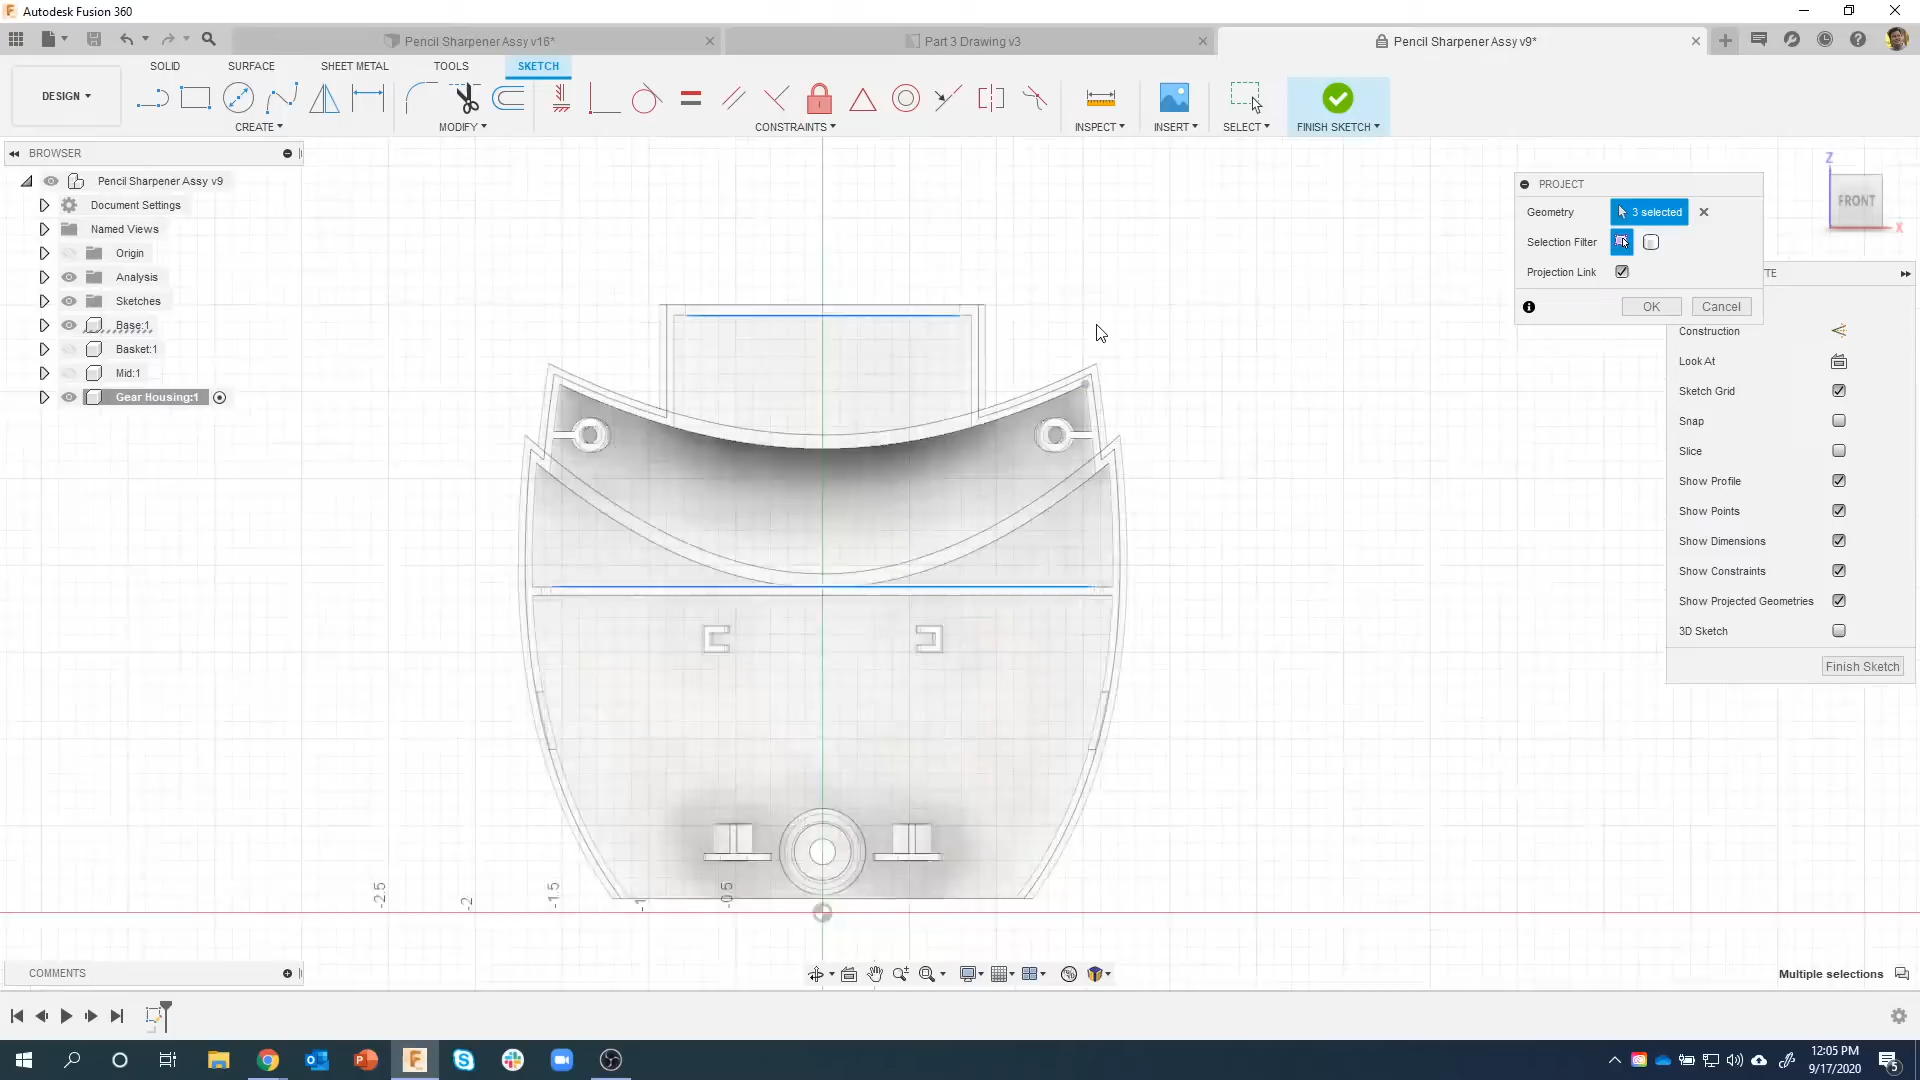 Autodesk Fusion 360
Pencil Sharpener Assy v16*
Part 3 Drawing v3
Pencil Sharpener Assy v9*
SOLID
SURFACE
SHEET METAL
TOOLS
SKETCH
DESIGN
CREATE
MODIFY
CONSTRAINTS
INSPECT
INSERT
SELECT
FINISH SKETCH
BROWSER
Pencil Sharpener Assy v9
Document Settings
Named Views
Origin
Analysis
Sketches
Base:1
Basket:1
Mid:1
Gear Housing:1
Z
FRONT
X
PROJECT
Geometry
3 selected
Selection Filter
Projection Link
OK
Cancel
TE
Construction
Look At
Sketch Grid
Snap
Slice
Show Profile
Show Points
Show Dimensions
Show Constraints
Show Projected Geometries
3D Sketch
Finish Sketch
-2.5
-2
-1.5
-1
-0.5
COMMENTS
Multiple selections
12:05 PM
9/17/2020
5